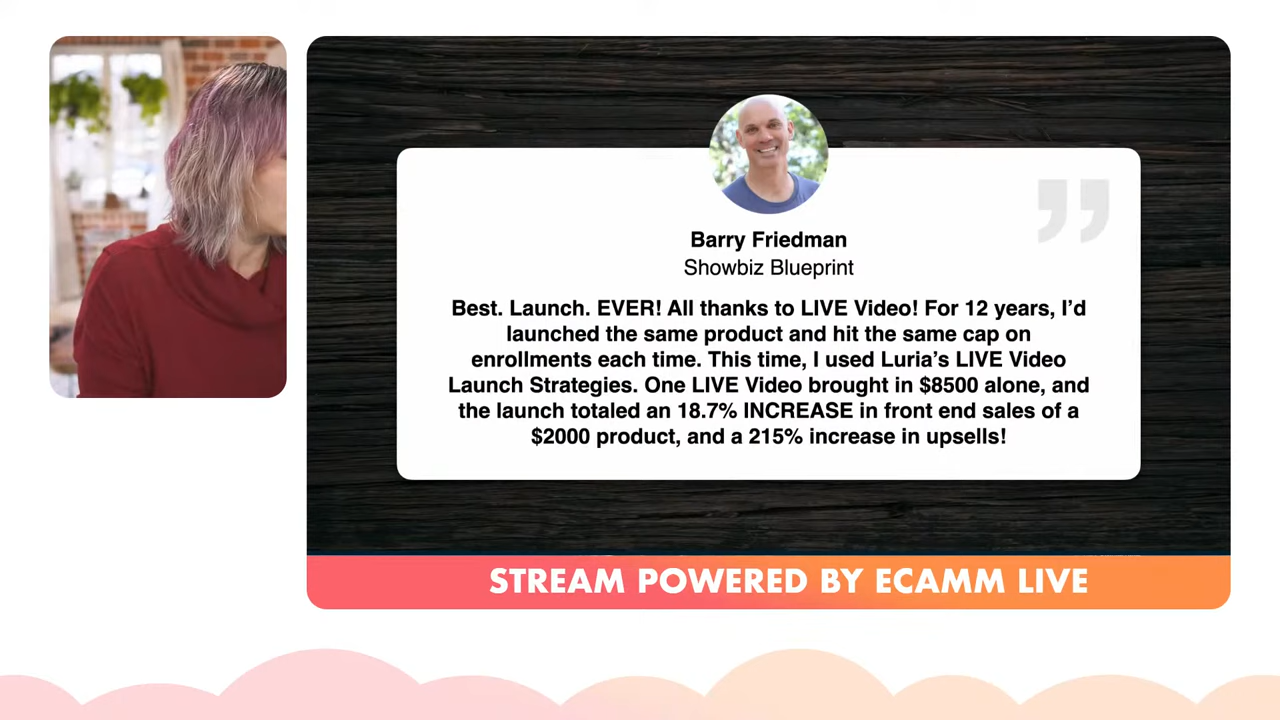 Barry Friedman
Showbiz Blueprint
Best. Launch. EVER! All thanks to LIVE Video! For 12 years, I’d
launched the same product and hit the same cap on
enrollments each time. This time, I used Luria’s LIVE Video
Launch Strategies. One LIVE Video brought in $8500 alone, and
the launch totaled an 18.7% INCREASE in front end sales of a
$2000 product, and a 215% increase in upsells!
STREAM POWERED BY ECAMM LIVE